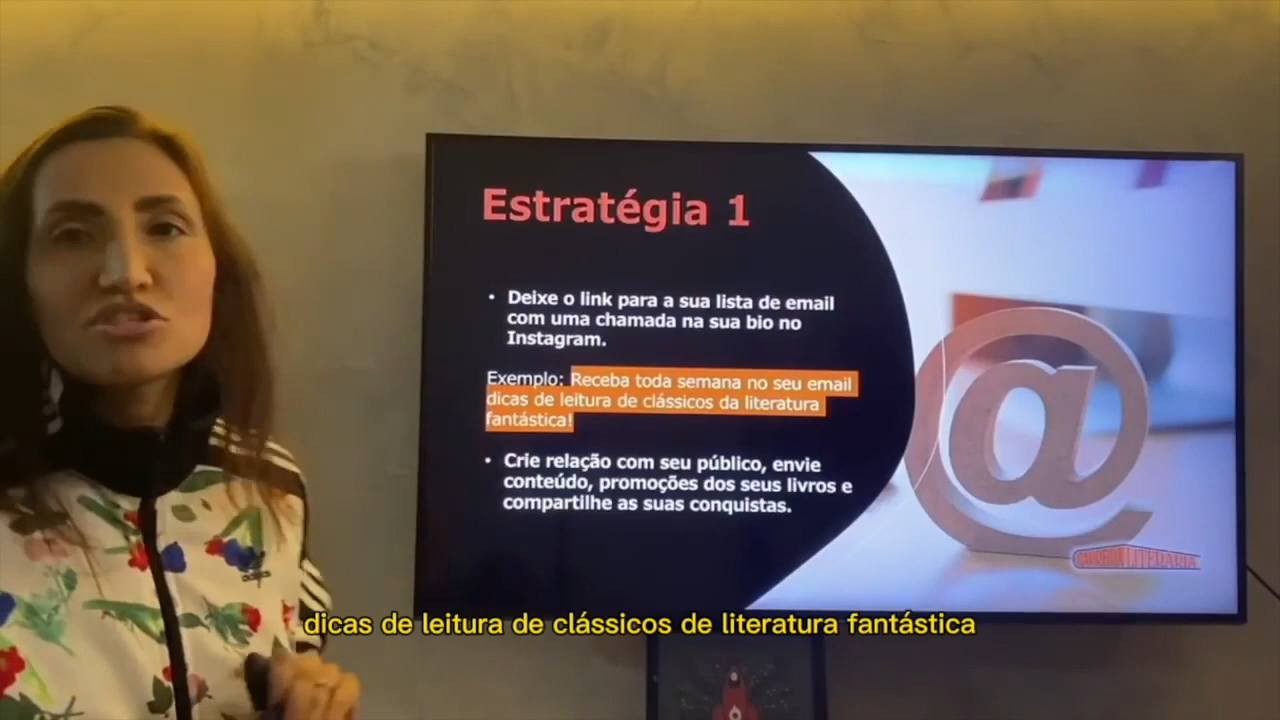 Estratégia 1
• Deixe o link para a sua lista de email
com uma chamada na sua bio no
Instagram.
Exemplo: Receba toda semana no seu email
dicas de leitura de clássicos da literatura
fantástica!
• Crie relação com seu público, envie
conteúdo, promoções dos seus livros e
compartilhe as suas conquistas.
@
CARREIRA LITERÁRIA
dicas de leitura de clássicos de literatura fantástica